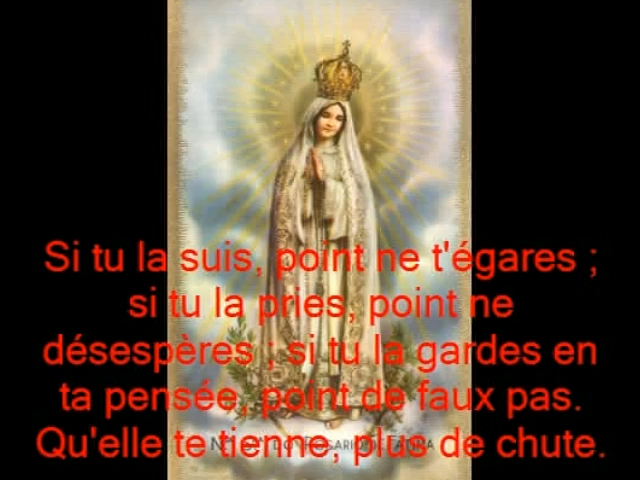 Si tu la suis, point ne t'égares ;
si tu la pries, point ne
désespères ; si tu la gardes en
ta pensée, point de faux pas.
Qu'elle te tienne, plus de chute.
ROSARIO